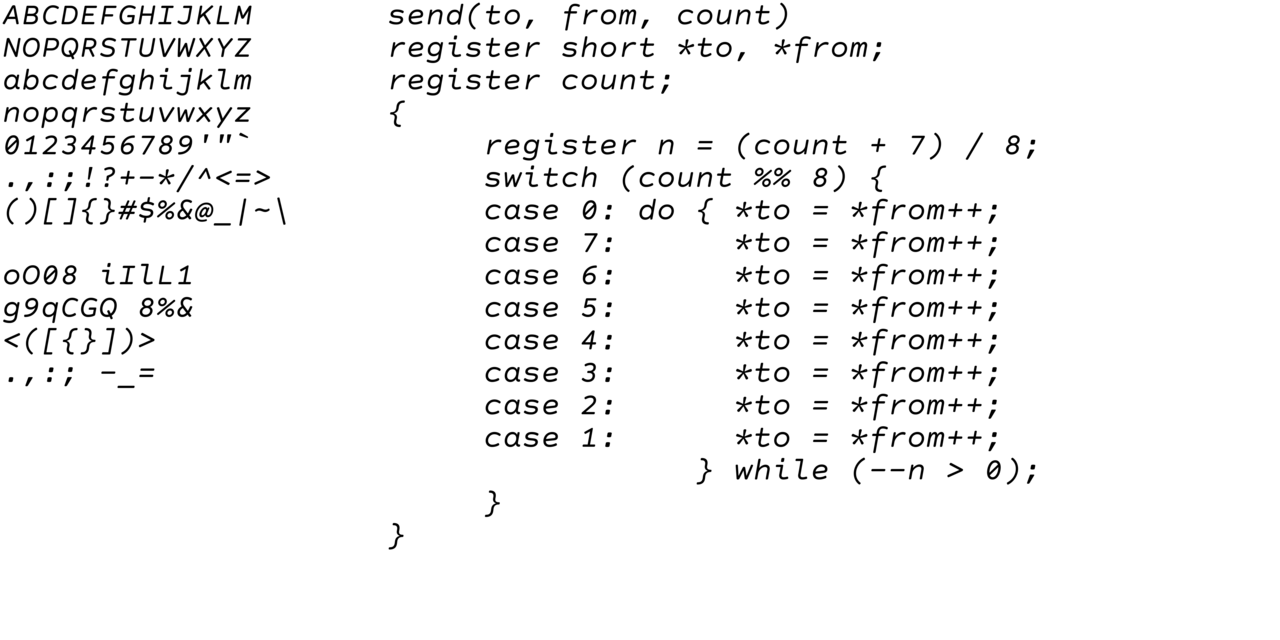 ABCDEFGHIJKLM
NOPQRSTUVWXYZ
abcdefghijklm
nopqrstuvwxyz
0123456789'"`
.,:;!?+-*/^<=>
()[]{}#$%&@_|~\
oO08 iIlL1
g9qCGQ 8%&
<([{}])>
.,:; -_=
send(to, from, count)
register short *to, *from;
register count;
{
     register n = (count + 7) / 8;
     switch (count %% 8) {
     case 0: do { *to = *from++;
     case 7:      *to = *from++;
     case 6:      *to = *from++;
     case 5:      *to = *from++;
     case 4:      *to = *from++;
     case 3:      *to = *from++;
     case 2:      *to = *from++;
     case 1:      *to = *from++;
                } while (--n > 0);
     }
}